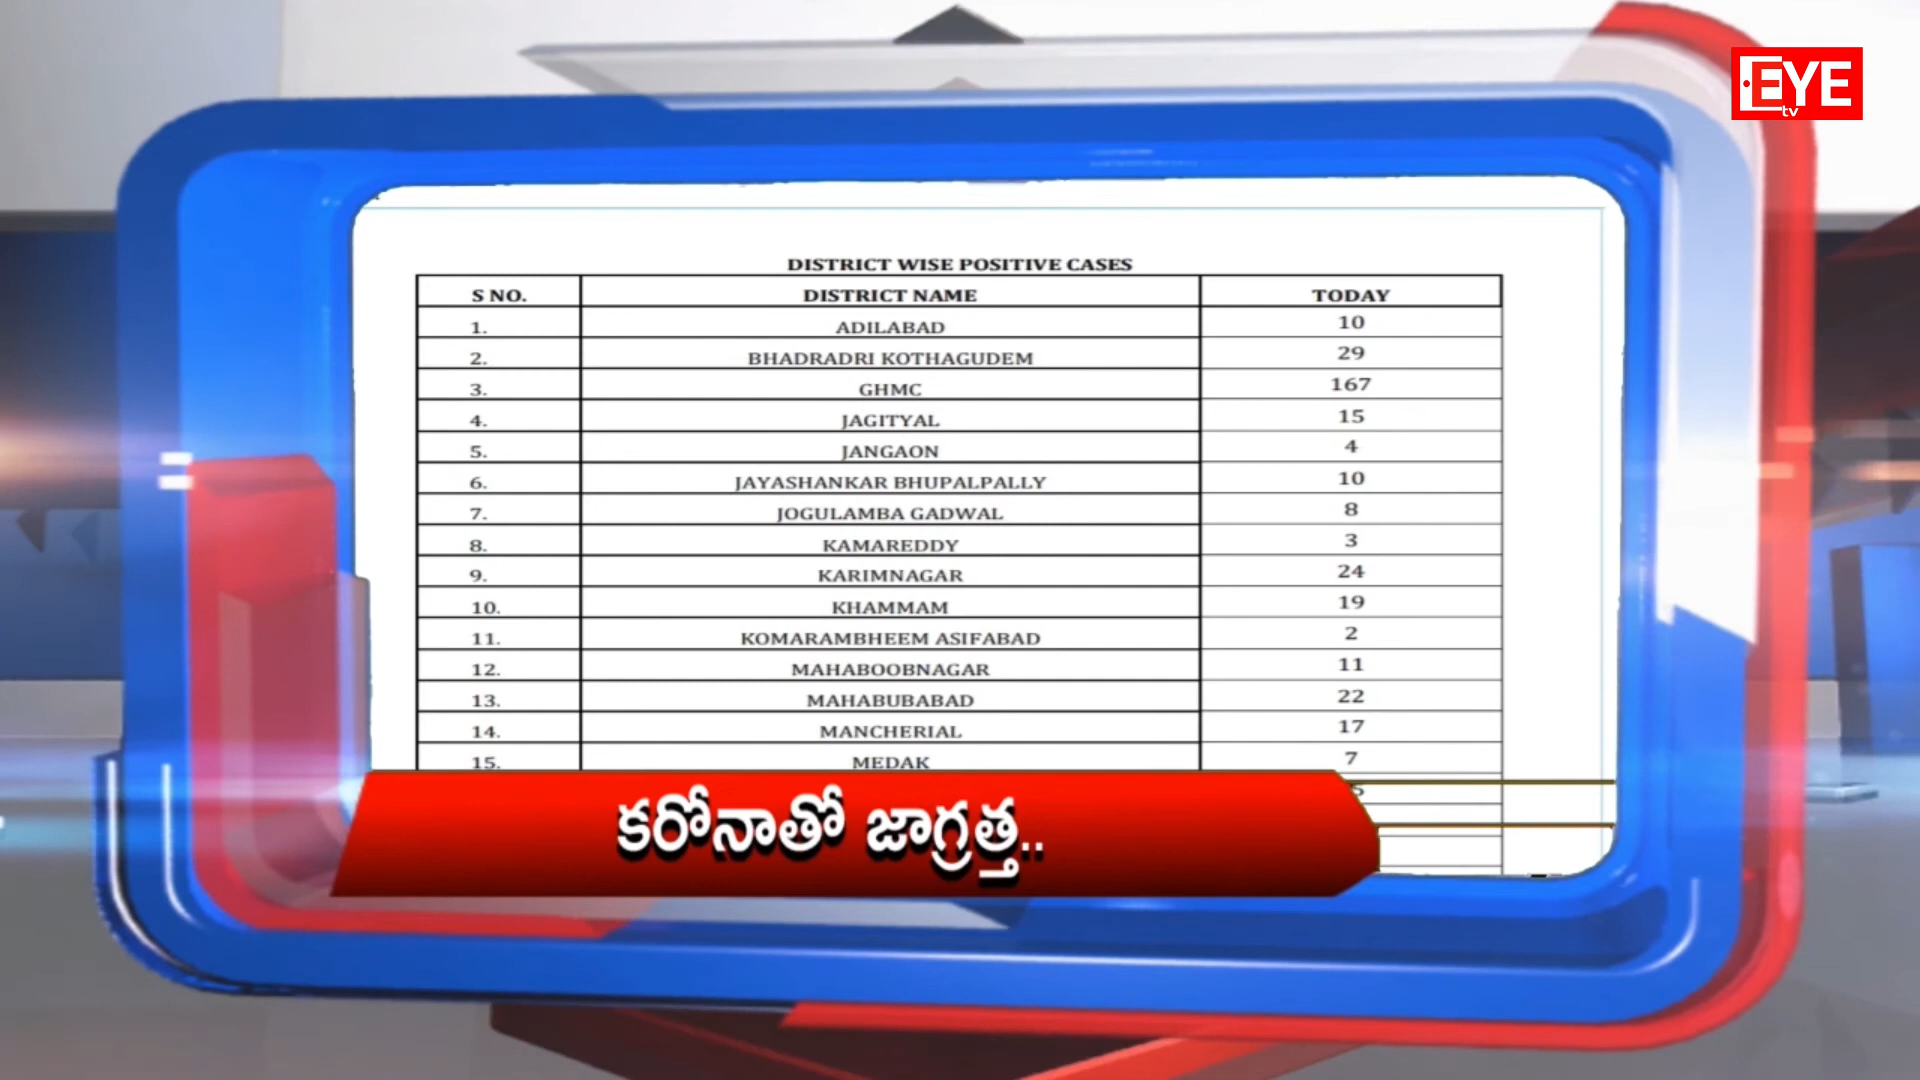 EYE
tv
DISTRICT WISE POSITIVE CASES
S NO. DISTRICT NAME TODAY
1. ADILABAD 10
2. BHADRADRI KOTHAGUDEM 29
3. GHMC 167
4. JAGITYAL 15
5. JANGAON 4
6. JAYASHANKAR BHUPALPALLY 10
7. JOGULAMBA GADWAL 8
8. KAMAREDDY 3
9. KARIMNAGAR 24
10. KHAMMAM 19
11. KOMARAMBHEEM ASIFABAD 2
12. MAHABOOBNAGAR 11
13. MAHABUBABAD 22
14. MANCHERIAL 17
15. MEDAK 7
కరోనాతో జాగ్రత్త..